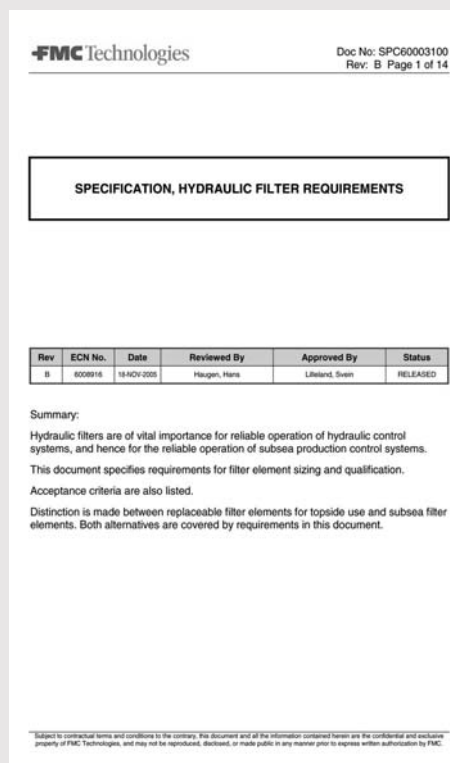 FMC Technologies
Doc No: SPC60003100
Rev: B Page 1 of 14
SPECIFICATION, HYDRAULIC FILTER REQUIREMENTS
Rev ECN No. Date Reviewed By Approved By Status
B 6008916 18-NOV-2005 Haugen, Hans Lilleland, Svein RELEASED
Summary:
Hydraulic filters are of vital importance for reliable operation of hydraulic control
systems, and hence for the reliable operation of subsea production control systems.
This document specifies requirements for filter element sizing and qualification.
Acceptance criteria are also listed.
Distinction is made between replaceable filter elements for topside use and subsea filter
elements. Both alternatives are covered by requirements in this document.
Subject to contractual terms and conditions to the contrary, this document and all the information contained herein are the confidential and exclusive
property of FMC Technologies, and may not be reproduced, disclosed, or made public in any manner prior to express written authorization by FMC.